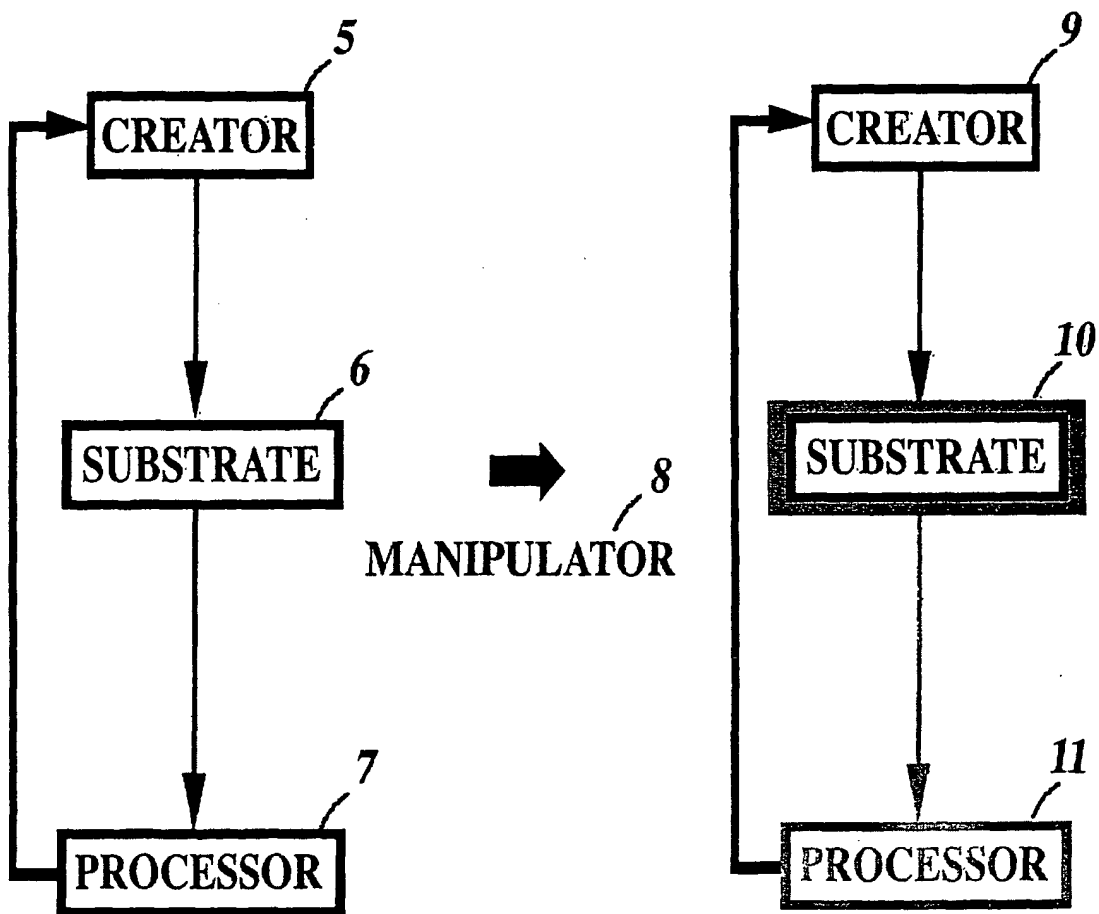 5
CREATOR
6
SUBSTRATE
7
PROCESSOR
8
MANIPULATOR
9
CREATOR
10
SUBSTRATE
11
PROCESSOR